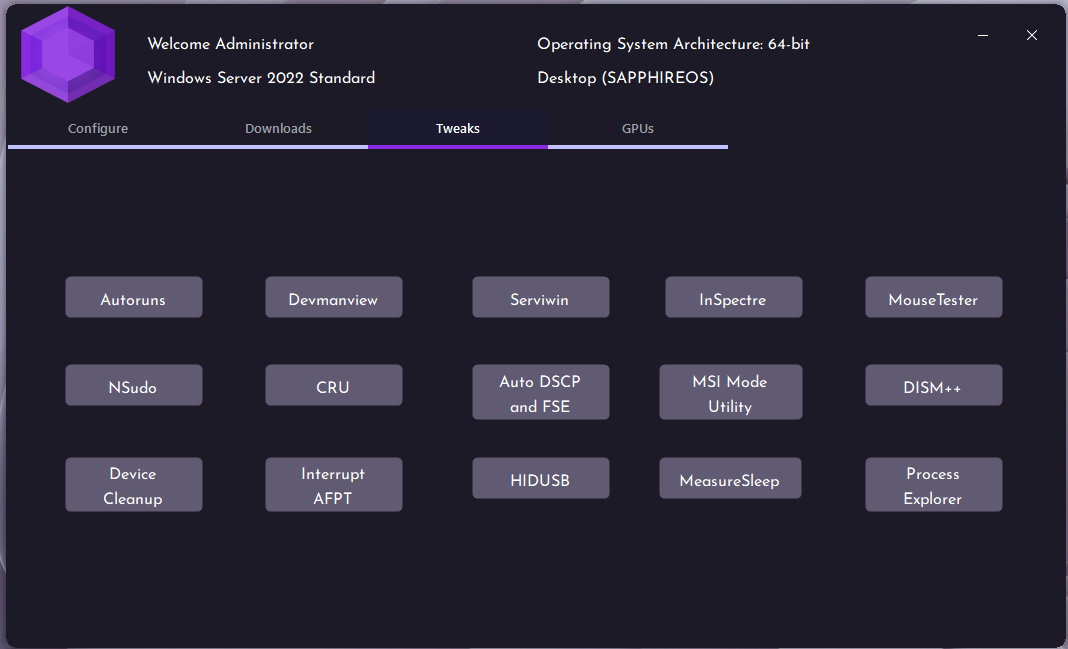 Welcome Administrator
Operating System Architecture: 64-bit
Windows Server 2022 Standard
Desktop (SAPPHIREOS)
Configure
Downloads
Tweaks
GPUs
Autoruns
Devmanview
Serviwin
InSpectre
MouseTester
NSudo
CRU
Auto DSCP
and FSE
MSI Mode
Utility
DISM++
Device
Cleanup
Interrupt
AFPT
HIDUSB
MeasureSleep
Process
Explorer